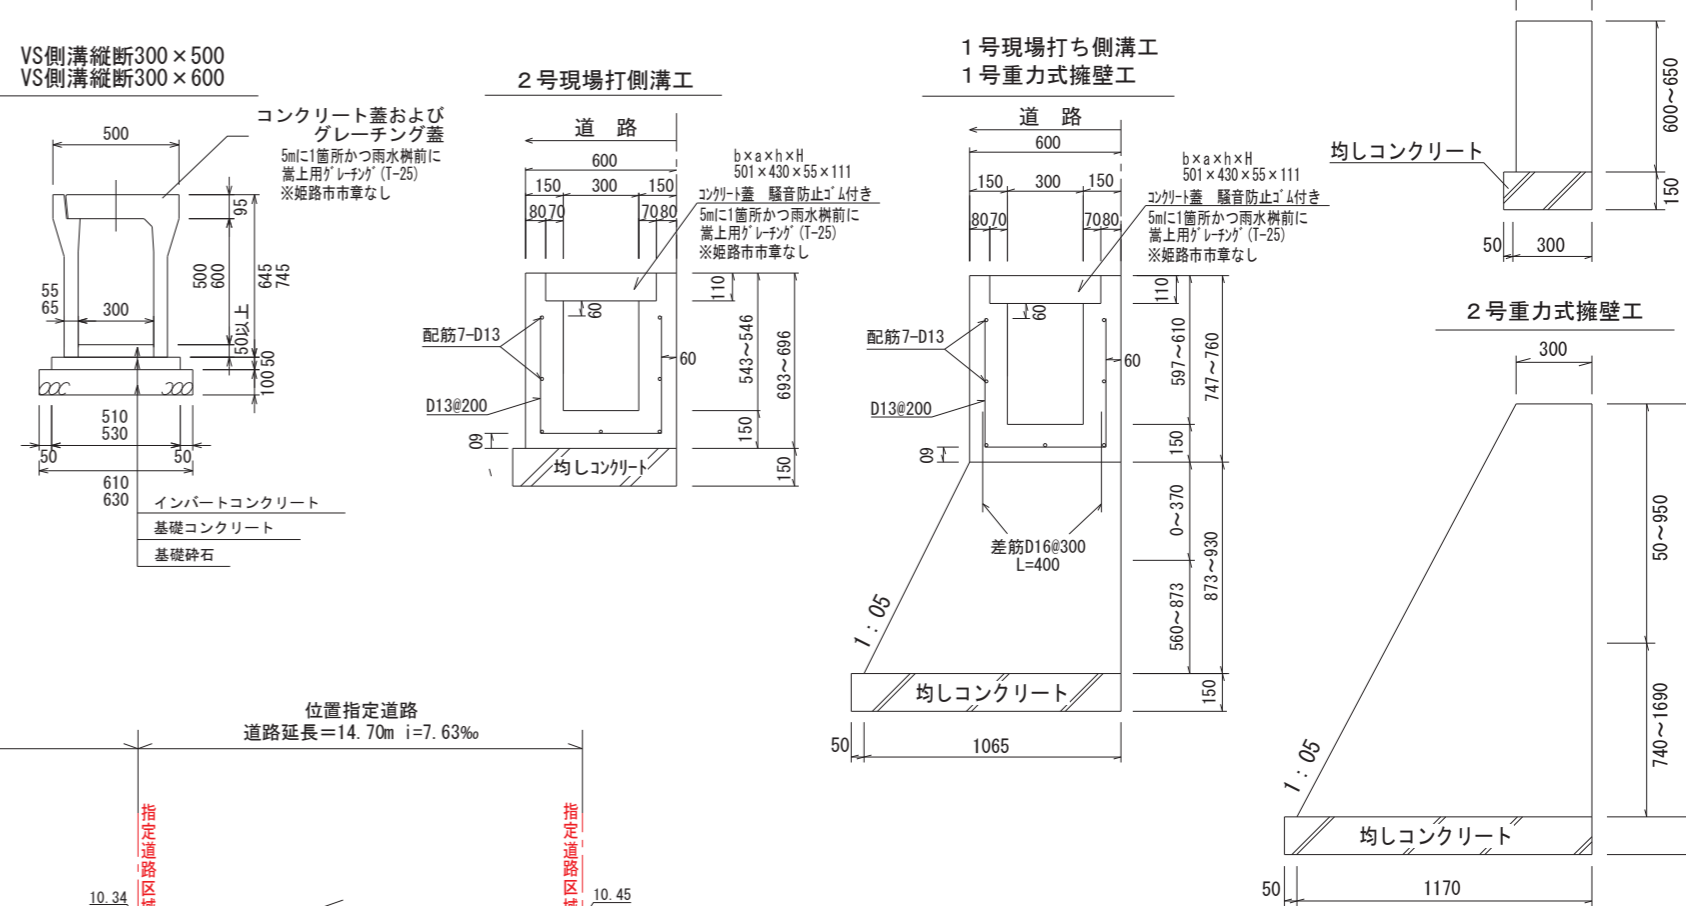 VS側溝縦断300×500
VS側溝縦断300×600
コンクリート蓋および
グレーチング蓋
5mに1箇所かつ雨水桝前に
嵩上用グレーチング(T-25)
※姫路市市章なし
500
95
500
600
645
745
55
65
300
50以上
50
100
510
530
50
50
610
630
インバートコンクリート
基礎コンクリート
基礎砕石
2号現場打側溝工
道 路
600
150
300
150
80
70
70
80
b×a×h×H
501×430×55×111
コンクリート蓋 騒音防止ゴム付き
5mに1箇所かつ雨水桝前に
嵩上用グレーチング(T-25)
※姫路市市章なし
110
60
配筋7-D13
60
543~546
693~696
D13@200
60
150
150
均しコンクリート
1号現場打ち側溝工
1号重力式擁壁工
道 路
600
150
300
150
80
70
70
80
b×a×h×H
501×430×55×111
コンクリート蓋 騒音防止ゴム付き
5mに1箇所かつ雨水桝前に
嵩上用グレーチング(T-25)
※姫路市市章なし
110
60
配筋7-D13
60
597~610
747~760
D13@200
60
150
差筋D16@300
L=400
0~370
560~873
873~930
1:05
均しコンクリート
150
50
1065
600~650
均しコンクリート
150
50
300
2号重力式擁壁工
300
50~950
740~1690
1:05
均しコンクリート
50
1170
位置指定道路
道路延長=14.70m i=7.63‰
指定道路区域
指定道路区域
10.34
10.45